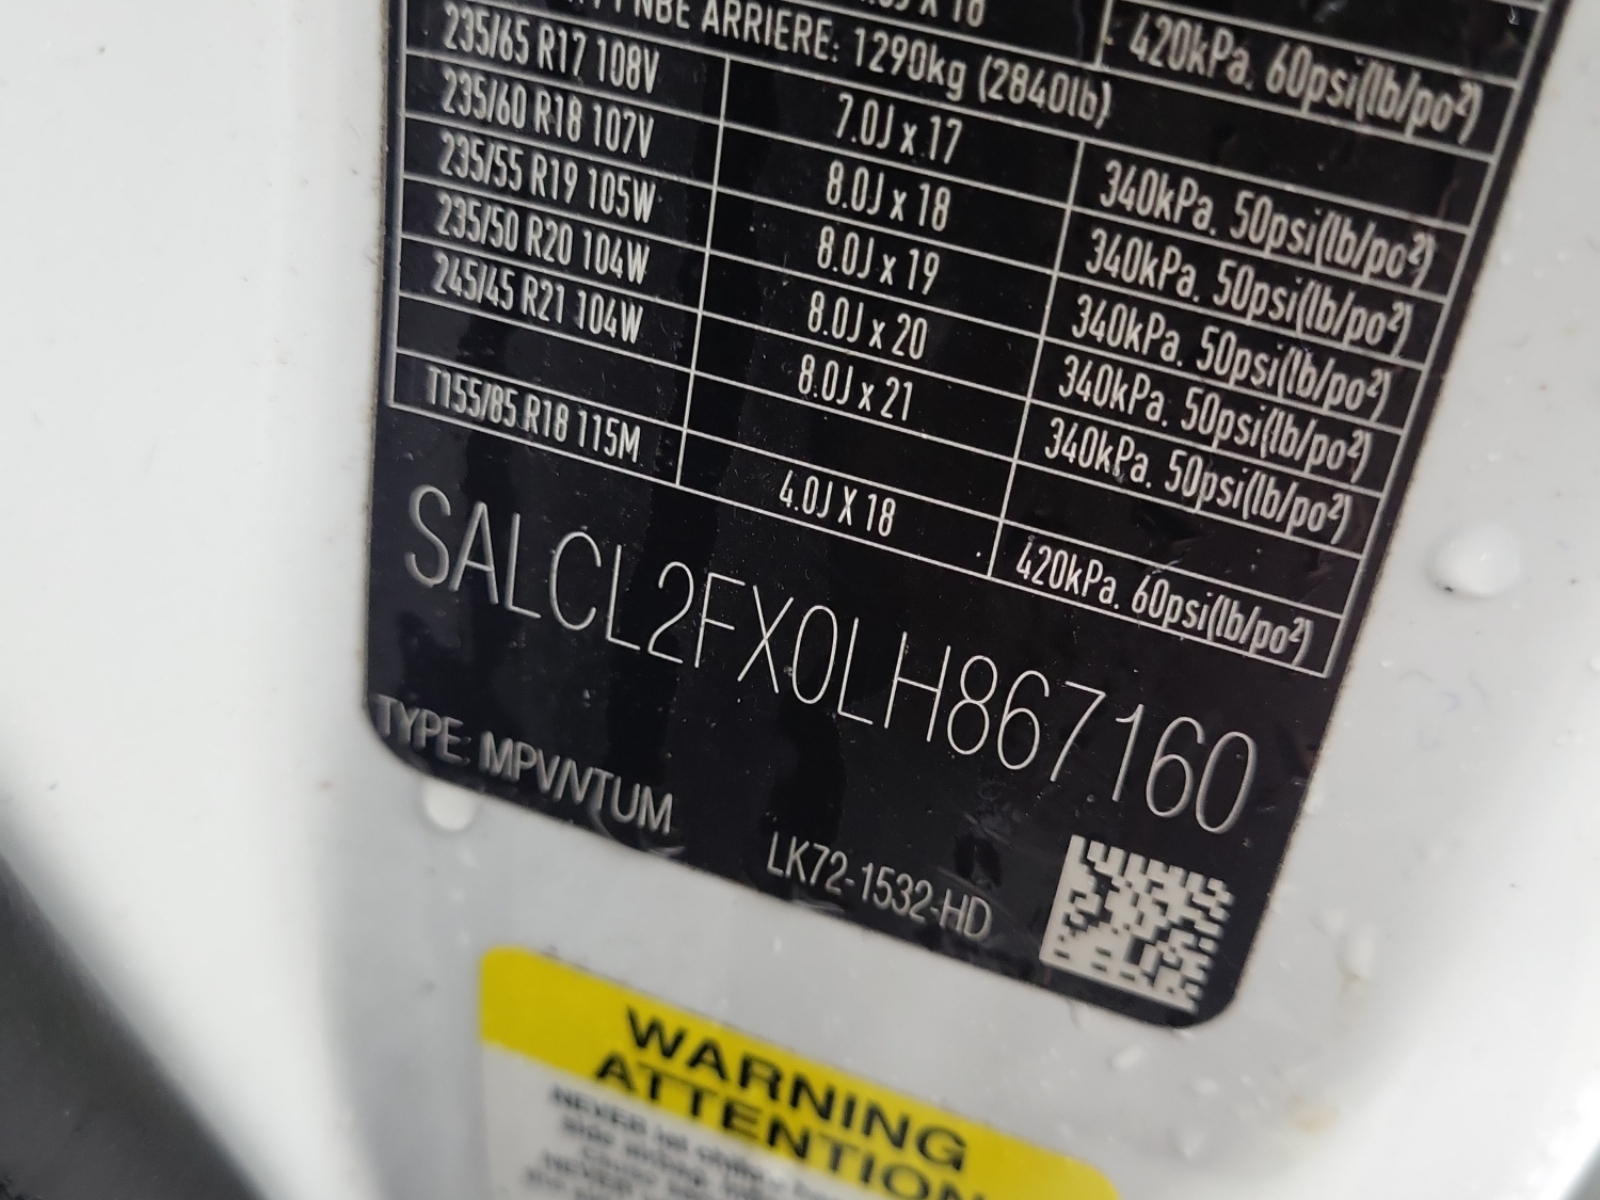 J x 18
420kPa. 60psi(lb/po²)
ARRIERE: 1290kg (2840lb)
235/65 R17 108V 7.0J x 17 340kPa. 50psi(lb/po²)
235/60 R18 107V 8.0J x 18 340kPa. 50psi(lb/po²)
235/55 R19 105W 8.0J x 19 340kPa. 50psi(lb/po²)
235/50 R20 104W 8.0J x 20 340kPa. 50psi(lb/po²)
245/45 R21 104W 8.0J x 21 340kPa. 50psi(lb/po²)
T155/85 R18 115M 4.0J X 18 420kPa. 60psi(lb/po²)
SALCL2FX0LH867160
TYPE: MPV/VTUM
LK72-1532-HD
WARNING
ATTENTION
NEVER let
NEVER